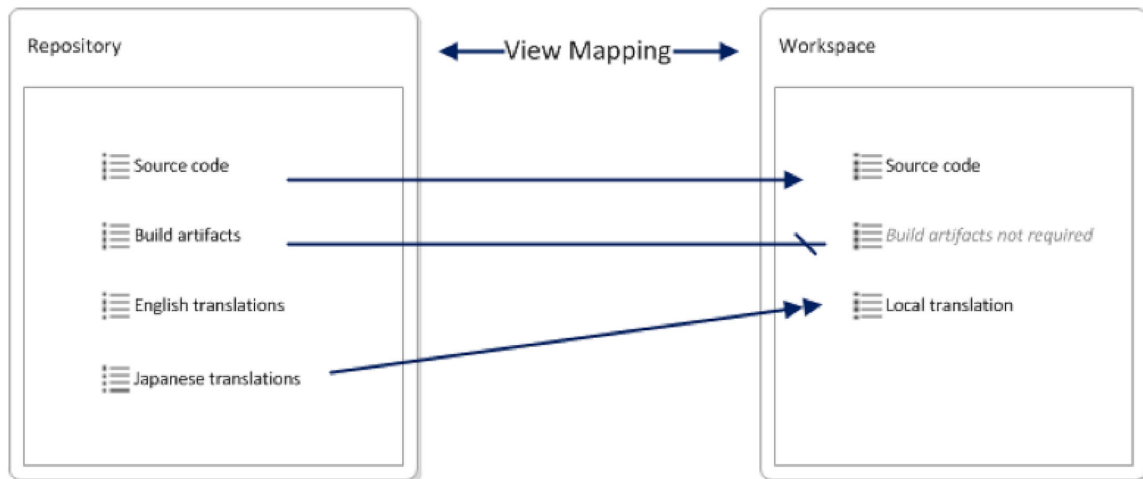 Repository
View Mapping
Workspace
Source code
Source code
Build artifacts
Build artifacts not required
English translations
Local translation
Japanese translations